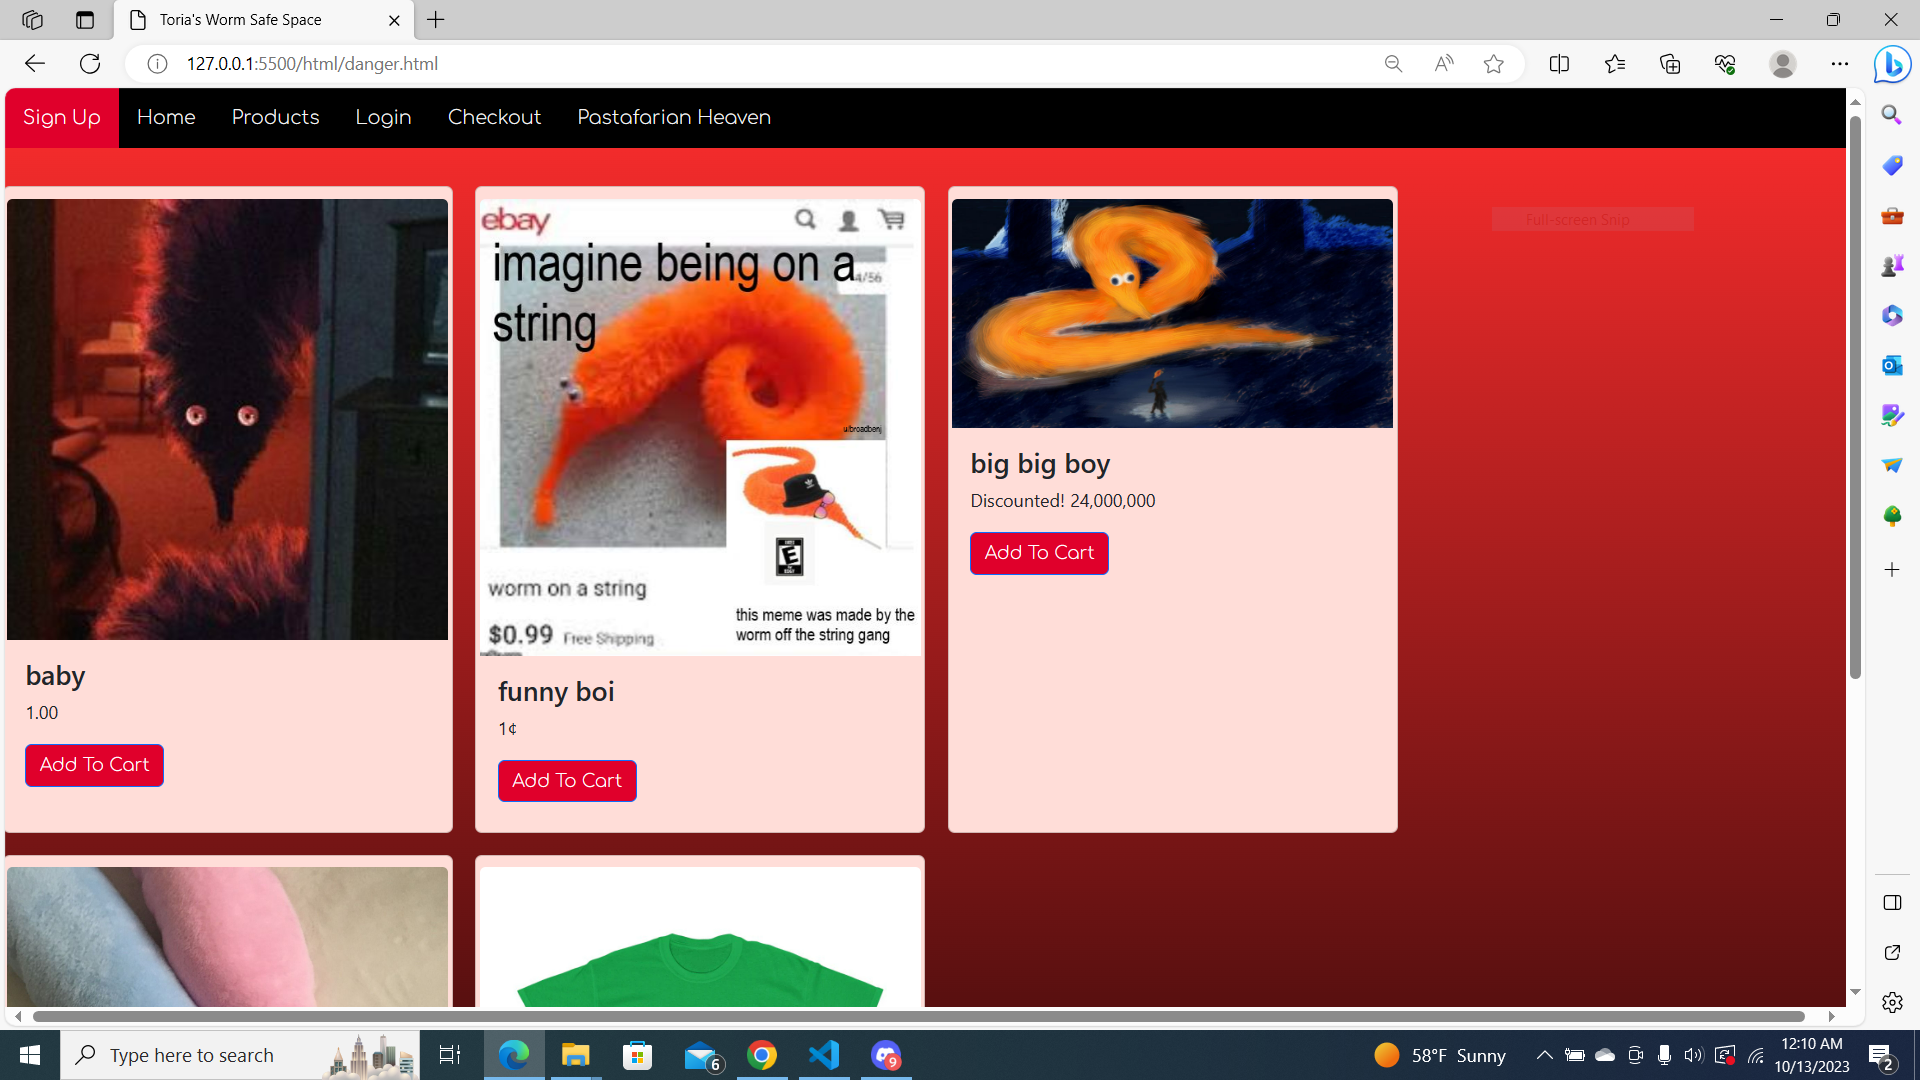 Toria's Worm Safe Space
127.0.0.1:5500/html/danger.html
Sign Up Home Products Login Checkout Pastafarian Heaven
Full-screen Snip
ebay
imagine being on a
4/56
string
u/broadbenj
E
worm on a string
$0.99 Free Shipping
this meme was made by the
worm off the string gang
baby
1.00
Add To Cart
funny boi
1¢
Add To Cart
big big boy
Discounted! 24,000,000
Add To Cart
Type here to search
6
9
58°F Sunny
12:10 AM
10/13/2023
2